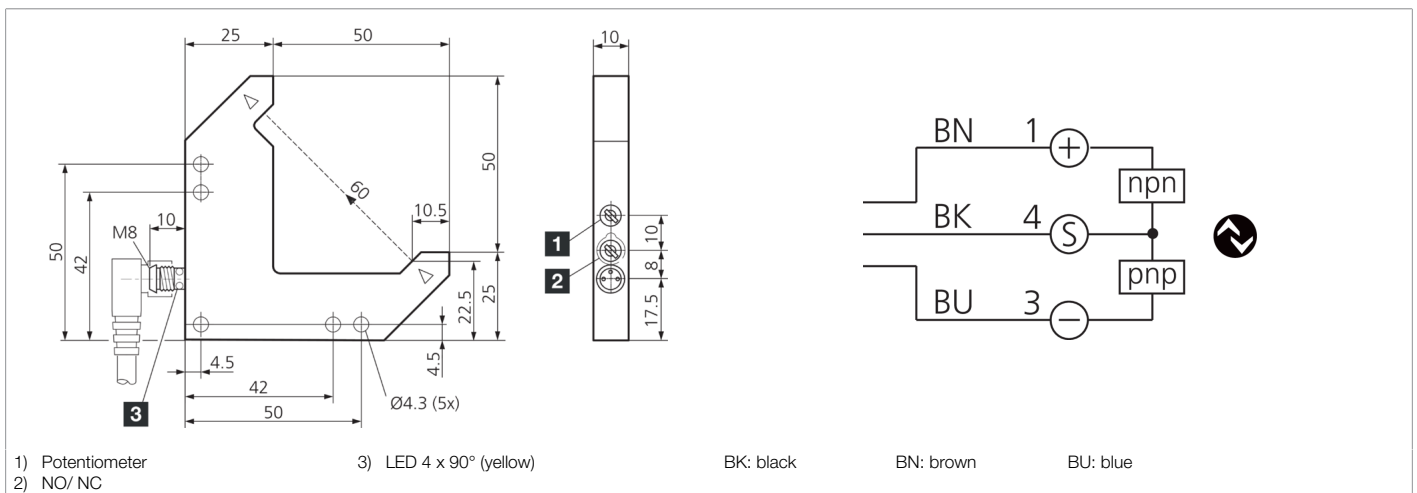 25 50
50
50
42
M8
10
60
10.5
22.5
25
4.5
4.5
42
50
Ø4.3 (5x)
3
10
1
2
10
8
17.5
BN 1 +
npn
BK 4 S
pnp
BU 3 −
1) Potentiometer 3) LED 4 x 90° (yellow) BK: black BN: brown BU: blue
2) NO/ NC